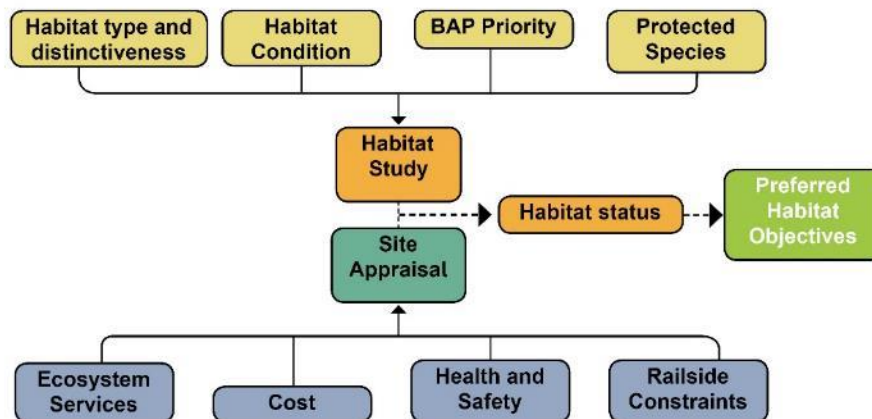 Habitat type and
distinctiveness
Habitat
Condition
BAP Priority
Protected
Species
Habitat
Study
Habitat status
Preferred
Habitat
Objectives
Site
Appraisal
Ecosystem
Services
Cost
Health and
Safety
Railside
Constraints